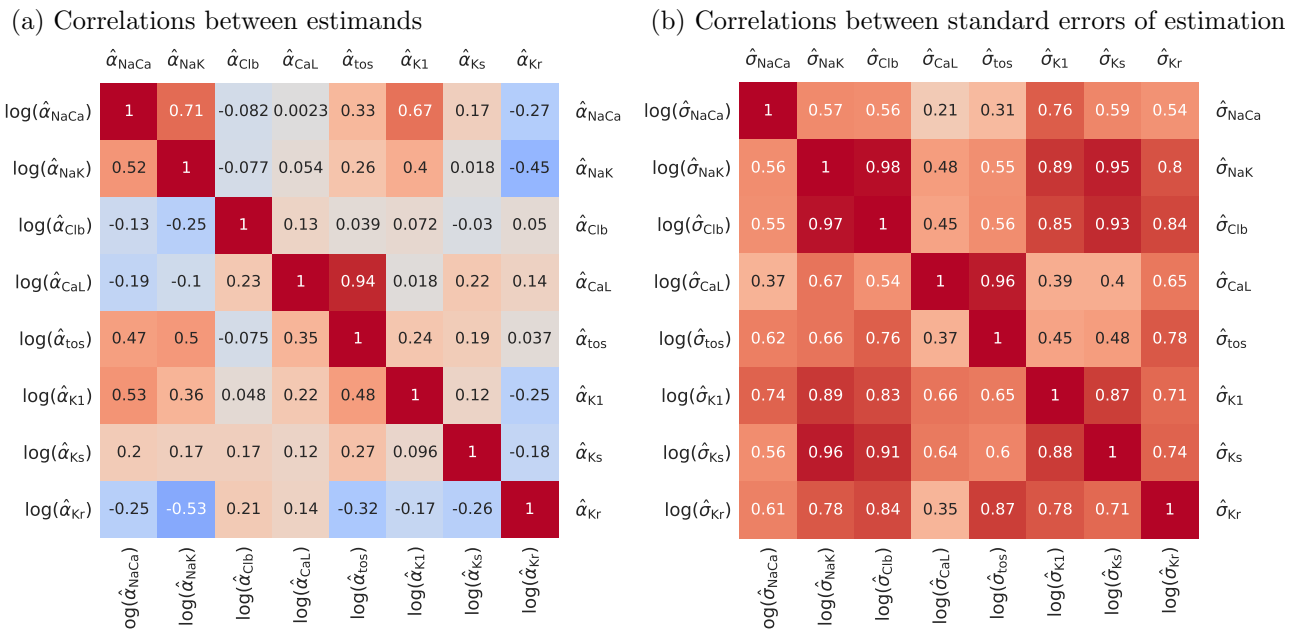 (a) Correlations between estimands
α̂NaCa α̂NaK α̂Clb α̂CaL α̂tos α̂K1 α̂Ks α̂Kr
log(α̂NaCa) 1 0.71 -0.082 0.0023 0.33 0.67 0.17 -0.27 α̂NaCa
log(α̂NaK) 0.52 1 -0.077 0.054 0.26 0.4 0.018 -0.45 α̂NaK
log(α̂Clb) -0.13 -0.25 1 0.13 0.039 0.072 -0.03 0.05 α̂Clb
log(α̂CaL) -0.19 -0.1 0.23 1 0.94 0.018 0.22 0.14 α̂CaL
log(α̂tos) 0.47 0.5 -0.075 0.35 1 0.24 0.19 0.037 α̂tos
log(α̂K1) 0.53 0.36 0.048 0.22 0.48 1 0.12 -0.25 α̂K1
log(α̂Ks) 0.2 0.17 0.17 0.12 0.27 0.096 1 -0.18 α̂Ks
log(α̂Kr) -0.25 -0.53 0.21 0.14 -0.32 -0.17 -0.26 1 α̂Kr
og(α̂NaCa) log(α̂NaK) log(α̂Clb) log(α̂CaL) log(α̂tos) log(α̂K1) log(α̂Ks) log(α̂Kr)
(b) Correlations between standard errors of estimation
σ̂NaCa σ̂NaK σ̂Clb σ̂CaL σ̂tos σ̂K1 σ̂Ks σ̂Kr
log(σ̂NaCa) 1 0.57 0.56 0.21 0.31 0.76 0.59 0.54 σ̂NaCa
log(σ̂NaK) 0.56 1 0.98 0.48 0.55 0.89 0.95 0.8 σ̂NaK
log(σ̂Clb) 0.55 0.97 1 0.45 0.56 0.85 0.93 0.84 σ̂Clb
log(σ̂CaL) 0.37 0.67 0.54 1 0.96 0.39 0.4 0.65 σ̂CaL
log(σ̂tos) 0.62 0.66 0.76 0.37 1 0.45 0.48 0.78 σ̂tos
log(σ̂K1) 0.74 0.89 0.83 0.66 0.65 1 0.87 0.71 σ̂K1
log(σ̂Ks) 0.56 0.96 0.91 0.64 0.6 0.88 1 0.74 σ̂Ks
log(σ̂Kr) 0.61 0.78 0.84 0.35 0.87 0.78 0.71 1 σ̂Kr
og(σ̂NaCa) log(σ̂NaK) log(σ̂Clb) log(σ̂CaL) log(σ̂tos) log(σ̂K1) log(σ̂Ks) log(σ̂Kr)